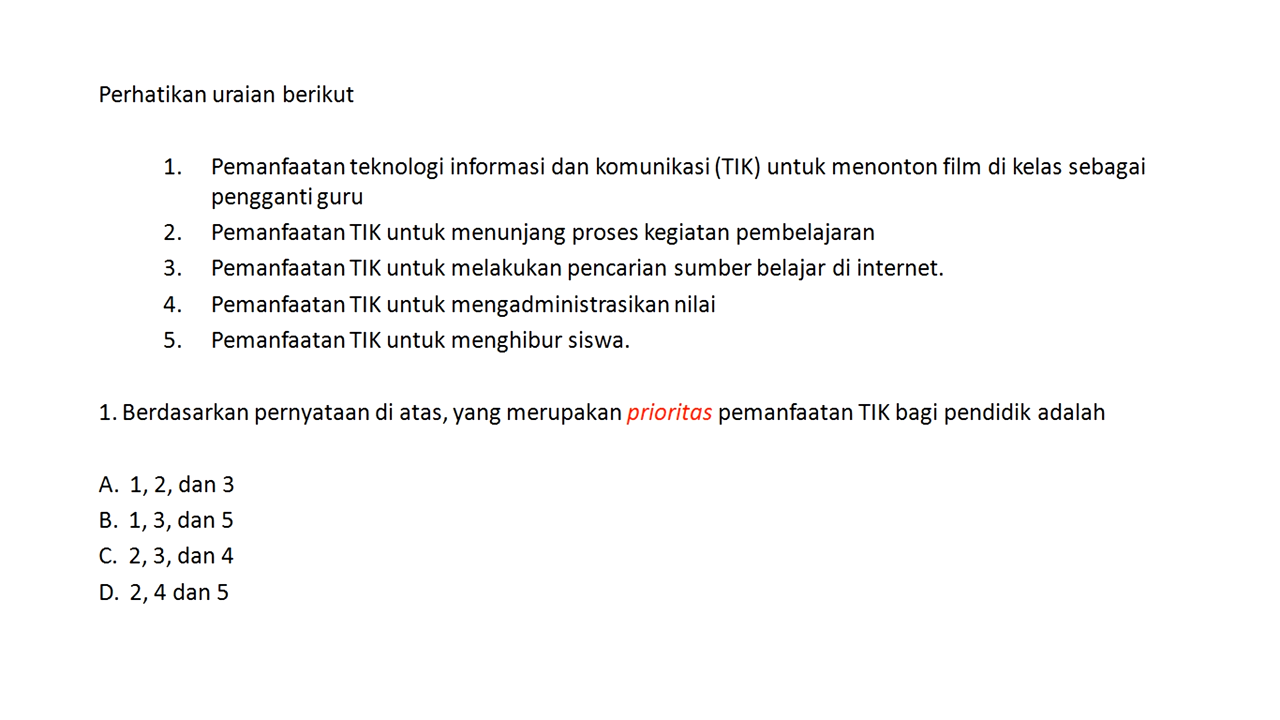 Perhatikan uraian berikut
1. Pemanfaatan teknologi informasi dan komunikasi (TIK) untuk menonton film di kelas sebagai
pengganti guru
2. Pemanfaatan TIK untuk menunjang proses kegiatan pembelajaran
3. Pemanfaatan TIK untuk melakukan pencarian sumber belajar di internet.
4. Pemanfaatan TIK untuk mengadministrasikan nilai
5. Pemanfaatan TIK untuk menghibur siswa.
1. Berdasarkan pernyataan di atas, yang merupakan prioritas pemanfaatan TIK bagi pendidik adalah
A. 1, 2, dan 3
B. 1, 3, dan 5
C. 2, 3, dan 4
D. 2, 4 dan 5